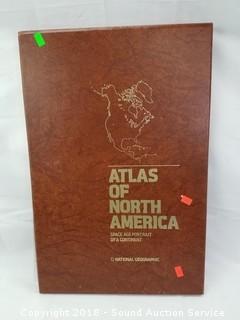 ATLAS
OF
NORTH
AMERICA
SPACE AGE PORTRAIT
OF A CONTINENT
NATIONAL GEOGRAPHIC
Copyright 2018 - Sound Auction Service